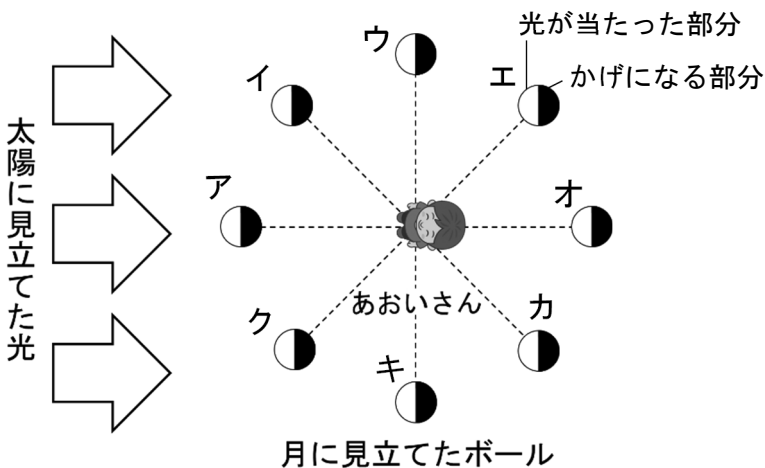 光が当たった部分
かげになる部分
太陽に見立てた光
ウ
イ
エ
ア
オ
あおいさん
ク
カ
キ
月に見立てたボール